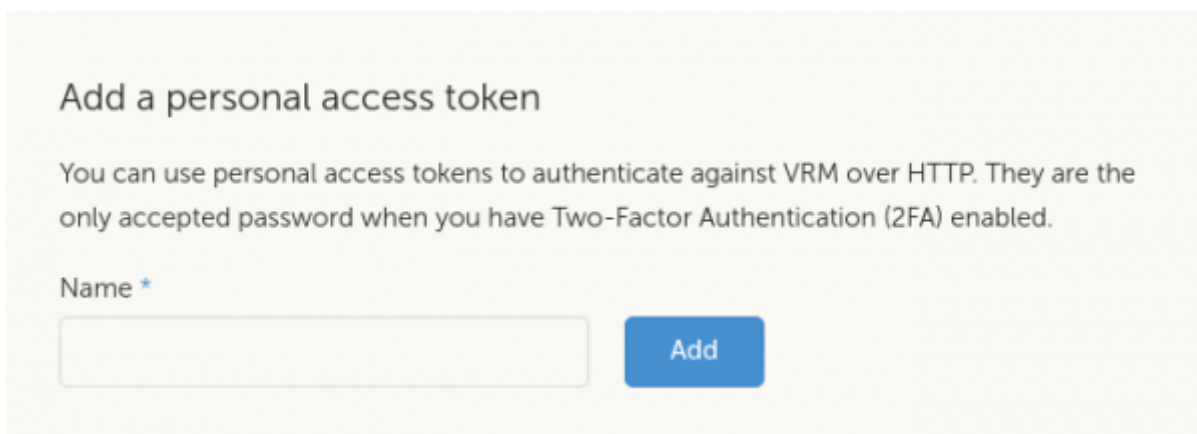 Add a personal access token
You can use personal access tokens to authenticate against VRM over HTTP. They are the
only accepted password when you have Two-Factor Authentication (2FA) enabled.
Name *
Add